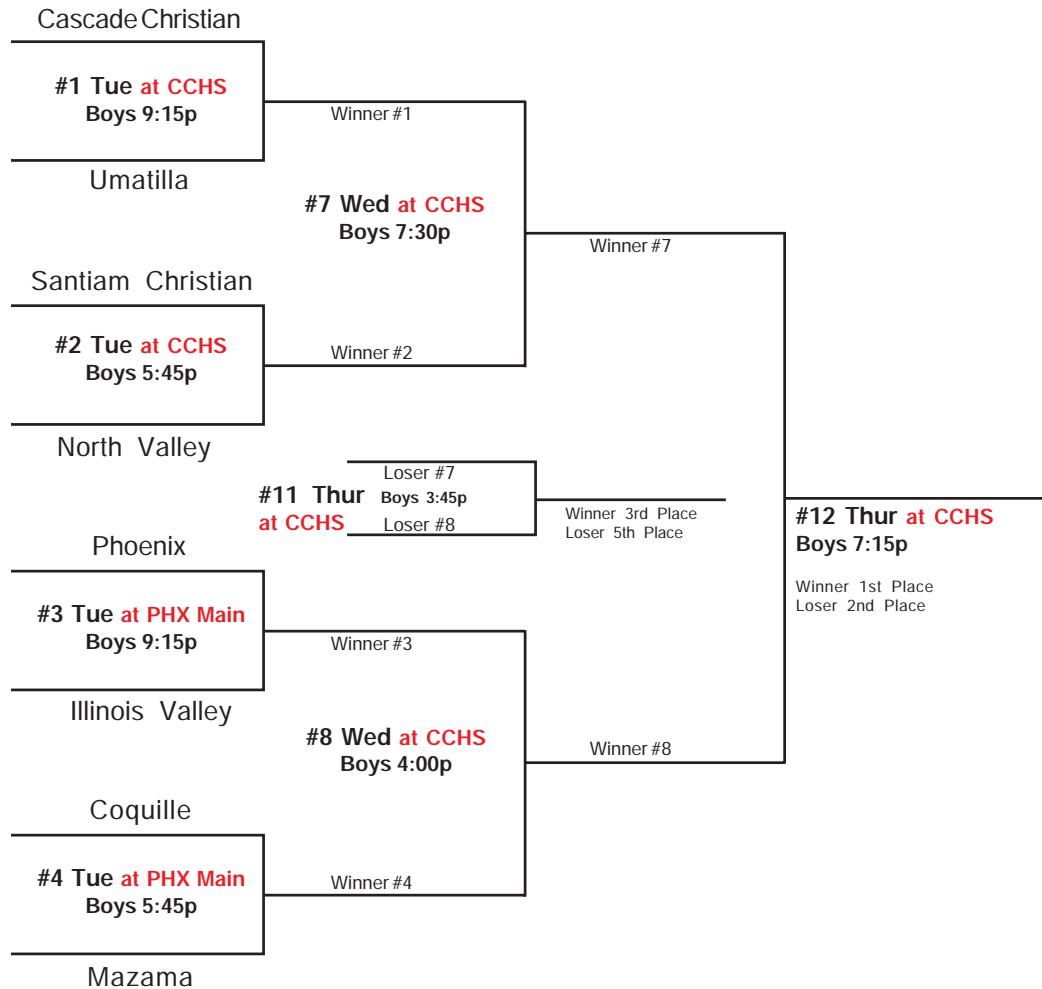 Cascade Christian
#1 Tue at CCHS
Boys 9:15p
Winner #1
Umatilla
#7 Wed at CCHS
Boys 7:30p
Winner #7
Santiam Christian
#2 Tue at CCHS
Boys 5:45p
Winner #2
North Valley
Loser #7
#11 Thur Boys 3:45p
at CCHS Loser #8
Winner 3rd Place
Loser 5th Place
#12 Thur at CCHS
Boys 7:15p
Winner 1st Place
Loser 2nd Place
Phoenix
#3 Tue at PHX Main
Boys 9:15p
Winner #3
Illinois Valley
#8 Wed at CCHS
Boys 4:00p
Winner #8
Coquille
#4 Tue at PHX Main
Boys 5:45p
Winner #4
Mazama